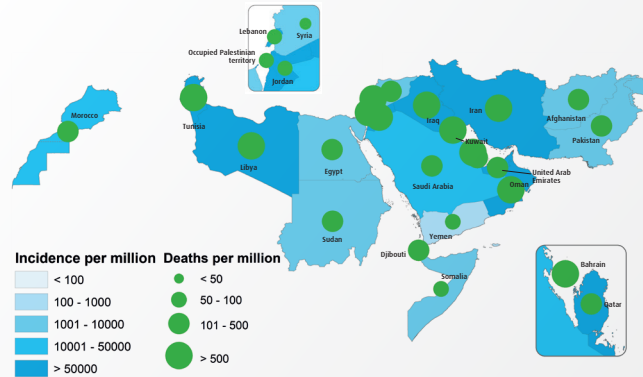 Lebanon
Syria
Occupied Palestinian
territory
Jordan
Morocco
Tunisia
Libya
Egypt
Iraq
Iran
Afghanistan
Pakistan
Kuwait
Saudi Arabia
United Arab
Emirates
Oman
Sudan
Yemen
Djibouti
Somalia
Bahrain
Qatar
Incidence per million
< 100
100 - 1000
1001 - 10000
10001 - 50000
> 50000
Deaths per million
< 50
50 - 100
101 - 500
> 500